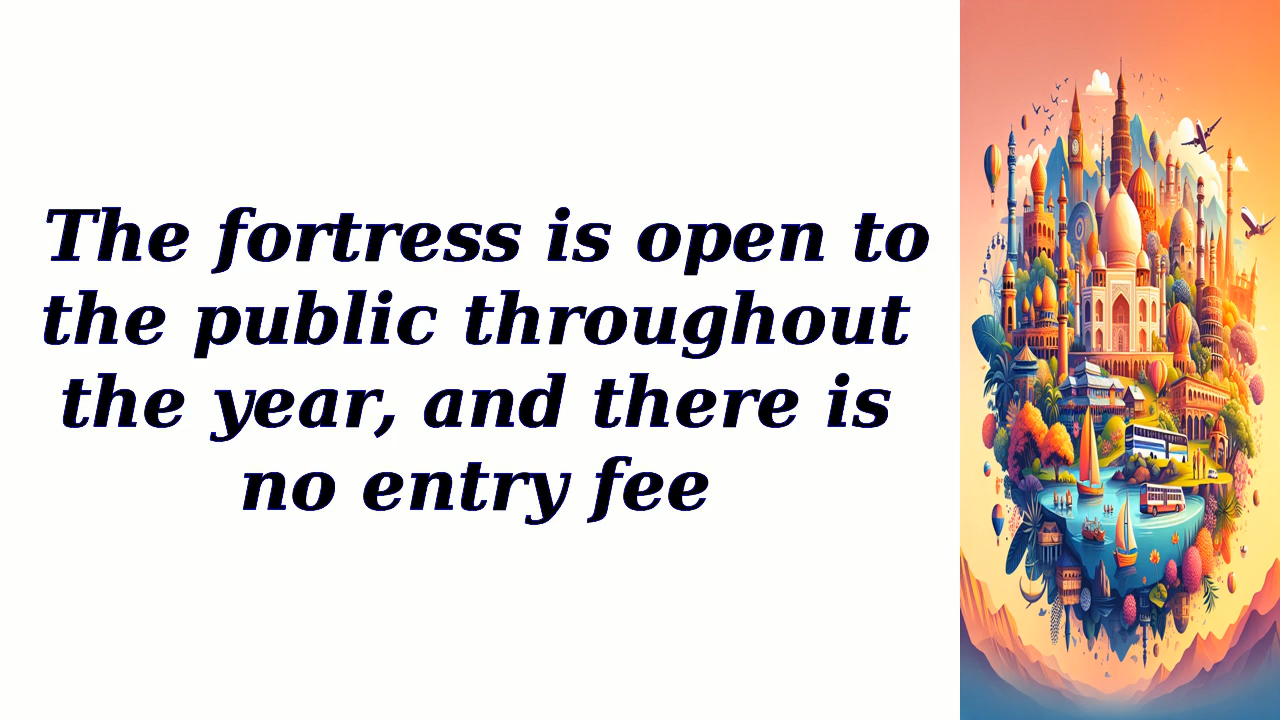 The fortress is open to
the public throughout
the year, and there is
no entry fee